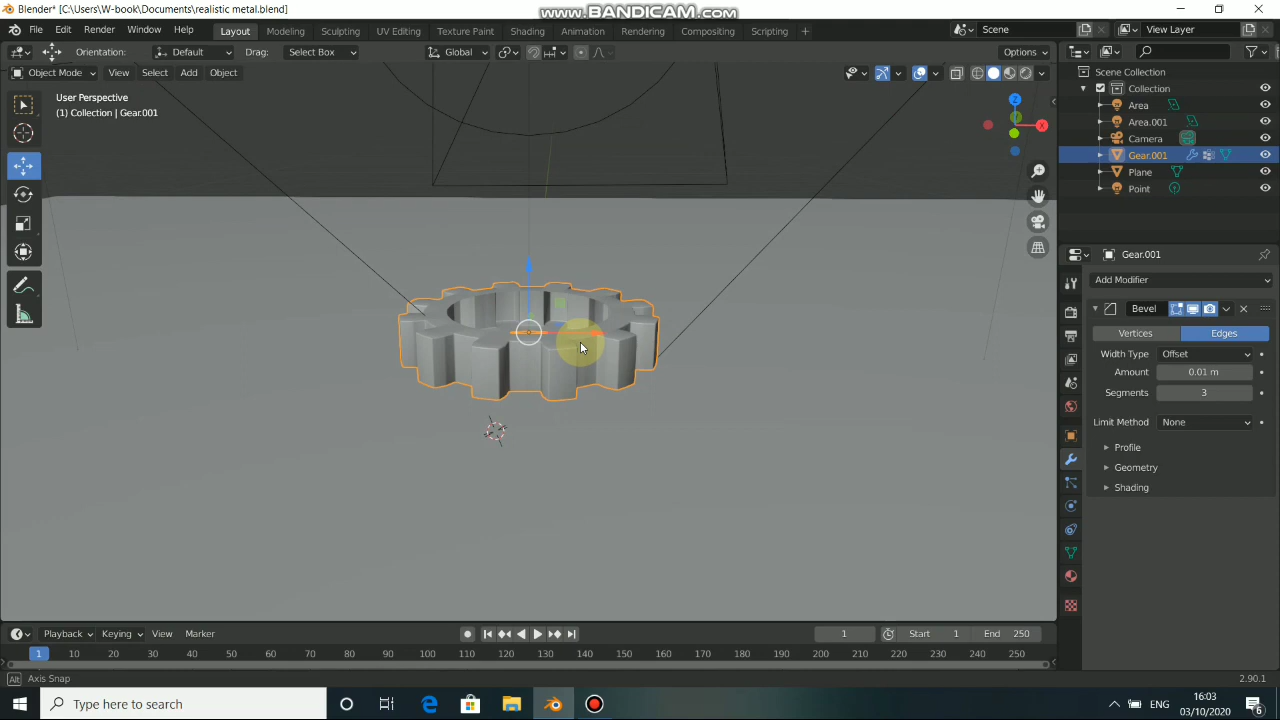 Blender* [C:\Users\W-book\Documents\realistic metal.blend]
www.BANDICAM.com
File Edit Render Window Help
Layout Modeling Sculpting UV Editing Texture Paint Shading Animation Rendering Compositing Scripting +
Scene
View Layer
Orientation: Default Drag: Select Box Global Options
Object Mode View Select Add Object
User Perspective
(1) Collection | Gear.001
Z
X
Scene Collection
Collection
Area
Area.001
Camera
Gear.001
Plane
Point
Gear.001
Add Modifier
Bevel
Vertices Edges
Width Type Offset
Amount 0.01 m
Segments 3
Limit Method None
Profile
Geometry
Shading
Playback Keying View Marker 1 Start 1 End 250
1 10 20 30 40 50 60 70 80 90 100 110 120 130 140 150 160 170 180 190 200 210 220 230 240 250
Alt Axis Snap 2.90.1
Type here to search
ENG
16:03
03/10/2020
6